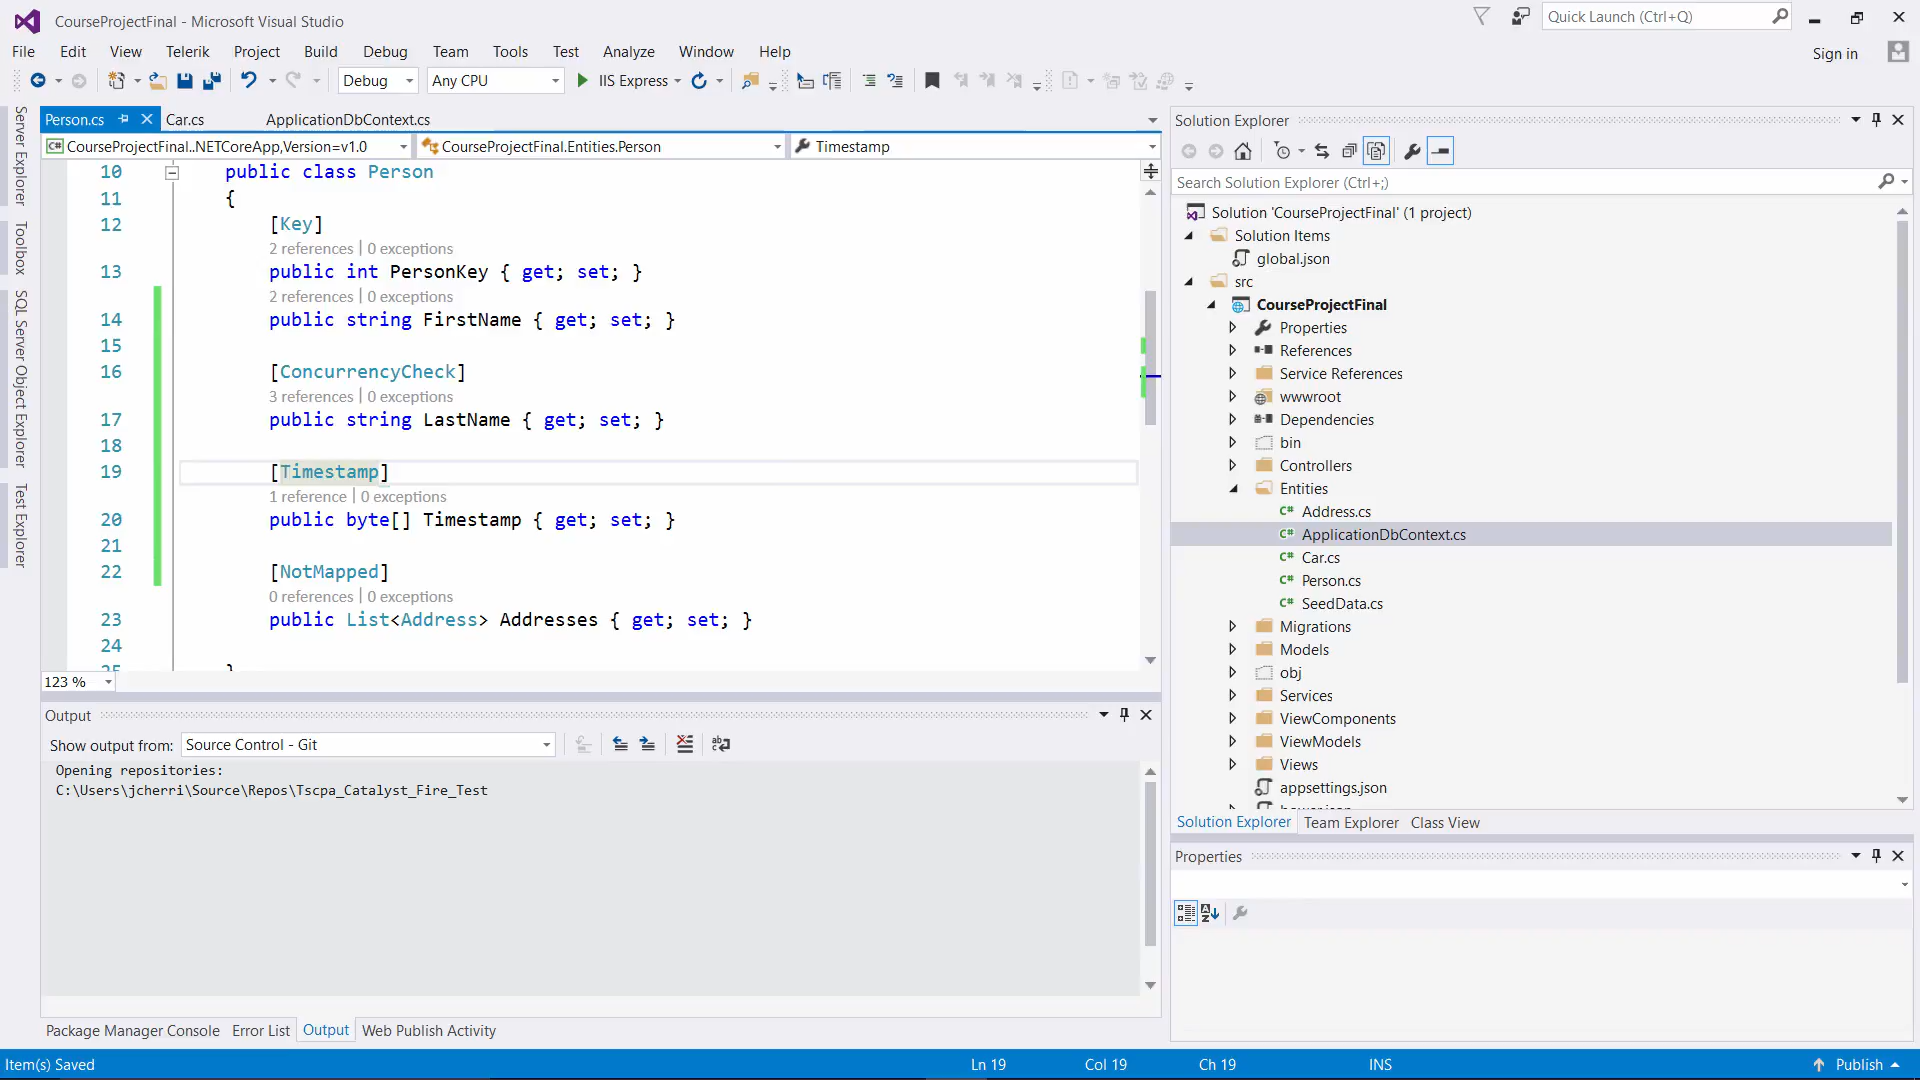 CourseProjectFinal - Microsoft Visual Studio
Quick Launch (Ctrl+Q)
File Edit View Telerik Project Build Debug Team Tools Test Analyze Window Help
Sign in
Debug Any CPU IIS Express
Server Explorer
Toolbox
SQL Server Object Explorer
Test Explorer
Person.cs Car.cs ApplicationDbContext.cs
CourseProjectFinal..NETCoreApp,Version=v1.0 CourseProjectFinal.Entities.Person Timestamp
10 public class Person
11 {
12 [Key]
2 references | 0 exceptions
13 public int PersonKey { get; set; }
2 references | 0 exceptions
14 public string FirstName { get; set; }
15
16 [ConcurrencyCheck]
3 references | 0 exceptions
17 public string LastName { get; set; }
18
19 [Timestamp]
1 reference | 0 exceptions
20 public byte[] Timestamp { get; set; }
21
22 [NotMapped]
0 references | 0 exceptions
23 public List<Address> Addresses { get; set; }
24
123 %
Output
Show output from: Source Control - Git
Opening repositories:
C:\Users\jcherri\Source\Repos\Tscpa_Catalyst_Fire_Test
Package Manager Console Error List Output Web Publish Activity
Solution Explorer
Search Solution Explorer (Ctrl+;)
Solution 'CourseProjectFinal' (1 project)
Solution Items
global.json
src
CourseProjectFinal
Properties
References
Service References
wwwroot
Dependencies
bin
Controllers
Entities
C# Address.cs
C# ApplicationDbContext.cs
C# Car.cs
C# Person.cs
C# SeedData.cs
Migrations
Models
obj
Services
ViewComponents
ViewModels
Views
appsettings.json
Solution Explorer Team Explorer Class View
Properties
Item(s) Saved Ln 19 Col 19 Ch 19 INS Publish